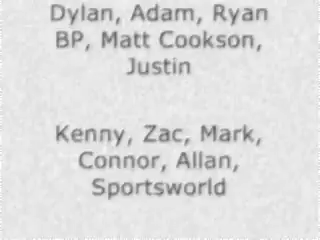 Dylan, Adam, Ryan
BP, Matt Cookson,
Justin
Kenny, Zac, Mark,
Connor, Allan,
Sportsworld